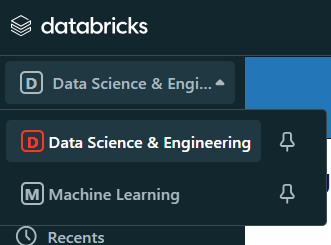 databricks
D Data Science & Engi...
D Data Science & Engineering
M Machine Learning
Recents